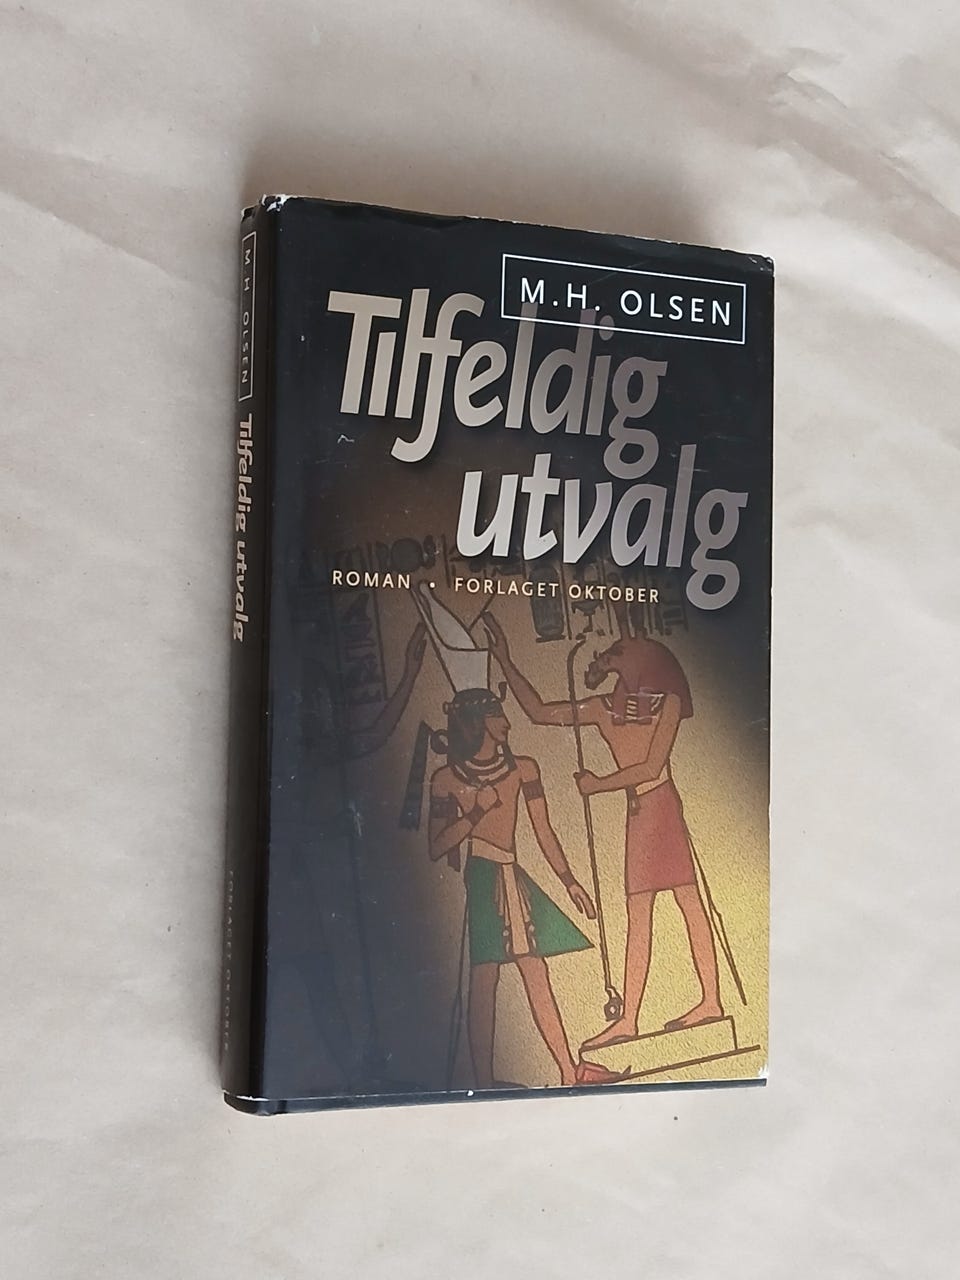 M.H. OLSEN
Tilfeldig
utvalg
ROMAN • FORLAGET OKTOBER
M.H. OLSEN Tilfeldig utvalg FORLAGET OKTOBER